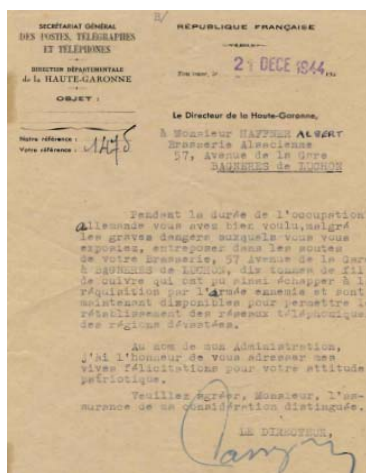 SECRÉTARIAT GÉNÉRAL
DES POSTES, TÉLÉGRAPHES
ET TÉLÉPHONES
DIRECTION DÉPARTEMENTALE
de la HAUTE-GARONNE
OBJET :
Notre référence :
Votre référence :
1475
RÉPUBLIQUE FRANÇAISE
Toulouse, le 21 DECE 1944
Le Directeur de la Haute-Garonne,
à Monsieur HAFFNER ALBERT
Brasserie Alsacienne
57, Avenue de la Gare
BAGNERES de LUCHON
Pendant la durée de l'occupation
allemande vous avez bien voulu, malgré
les graves dangers auxquels vous vous
exposiez, entreposer dans les soutes
de votre Brasserie, 57 Avenue de la Gare
à BAGNERES de LUCHON, dix tonnes de fil
de cuivre qui ont pu ainsi échapper à l
réquisition par l'Armée ennemie et sont
maintenant disponibles pour permettre l
rétablissement des réseaux téléphonique
des régions dévastées.
Au nom de mon Administration,
j'ai l'honneur de vous adresser mes
vives félicitations pour votre attitude
patriotique.
Veuillez agréer, Monsieur, l'as-
surance de ma considération distinguée.
LE DIRECTEUR,